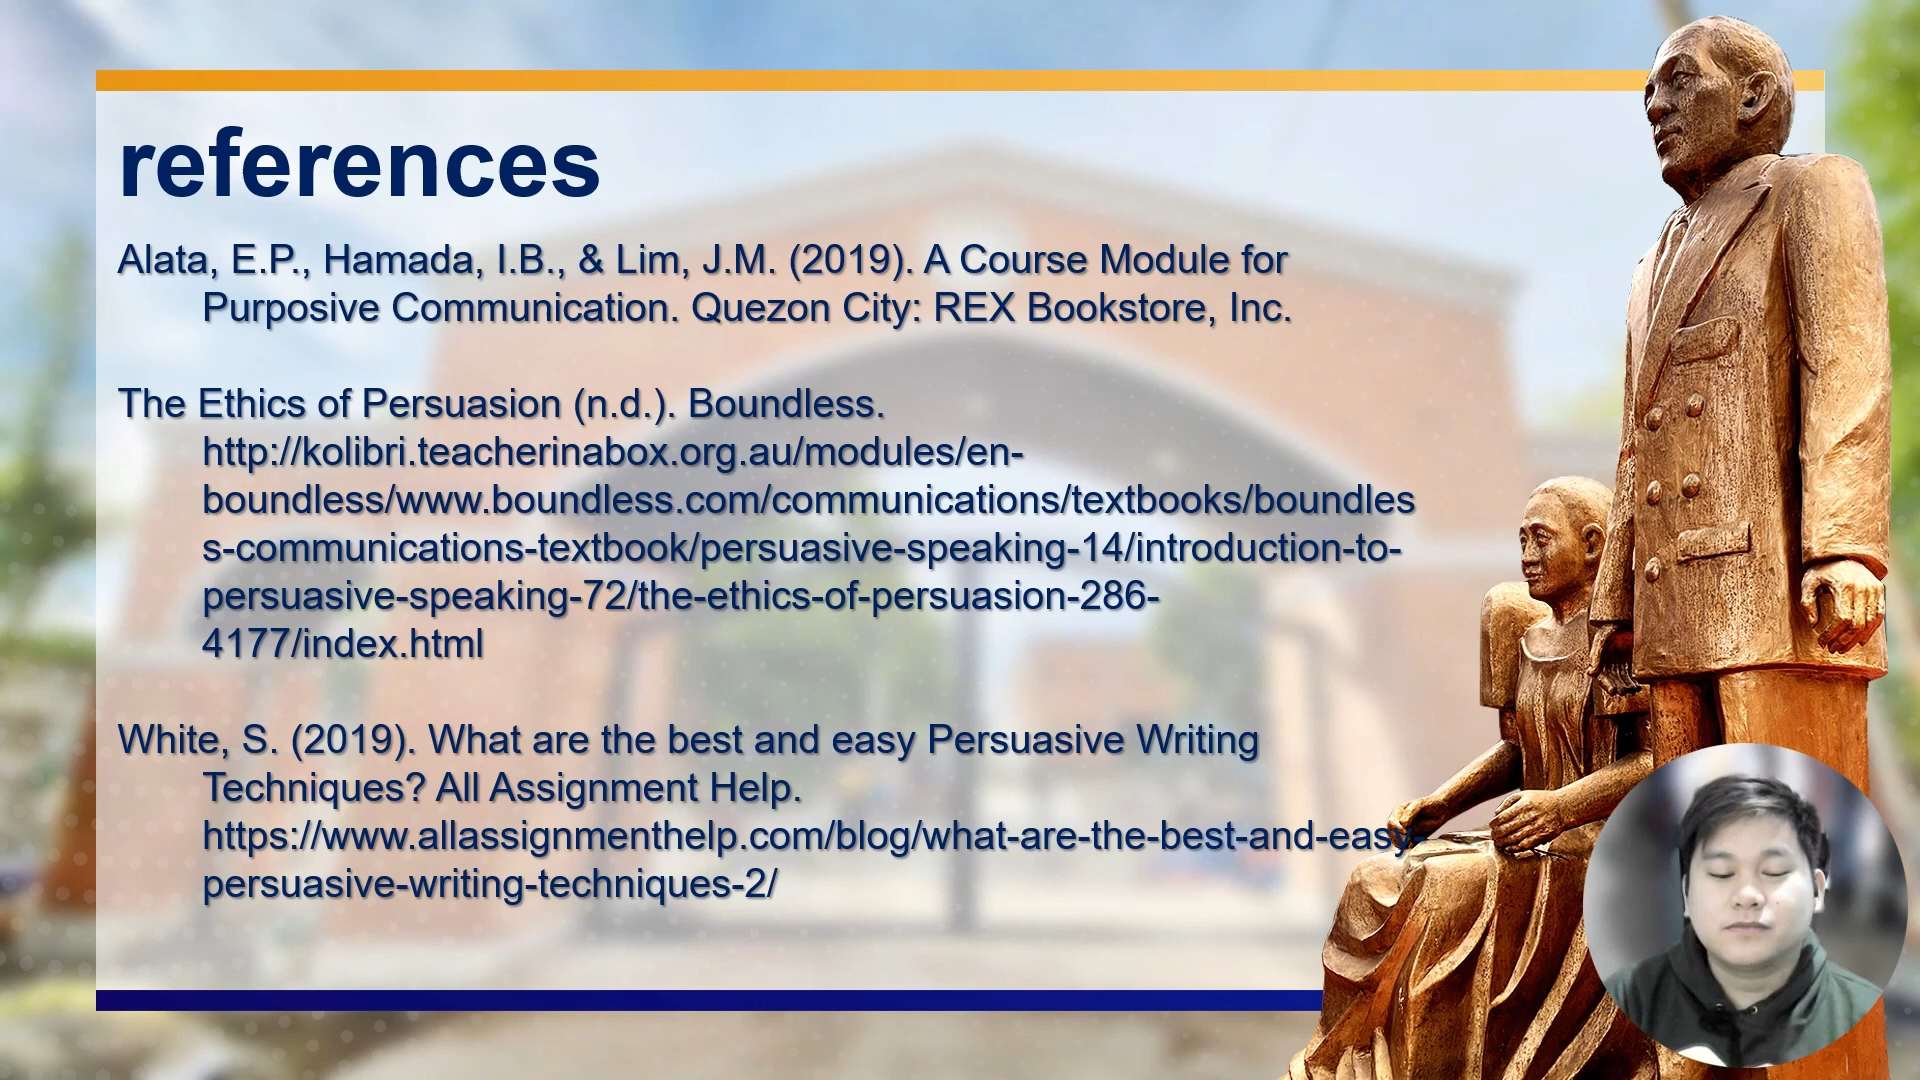 references
Alata, E.P., Hamada, I.B., & Lim, J.M. (2019). A Course Module for
Purposive Communication. Quezon City: REX Bookstore, Inc.
The Ethics of Persuasion (n.d.). Boundless.
http://kolibri.teacherinabox.org.au/modules/en-
boundless/www.boundless.com/communications/textbooks/boundles
s-communications-textbook/persuasive-speaking-14/introduction-to-
persuasive-speaking-72/the-ethics-of-persuasion-286-
4177/index.html
White, S. (2019). What are the best and easy Persuasive Writing
Techniques? All Assignment Help.
https://www.allassignmenthelp.com/blog/what-are-the-best-and-easy-
persuasive-writing-techniques-2/